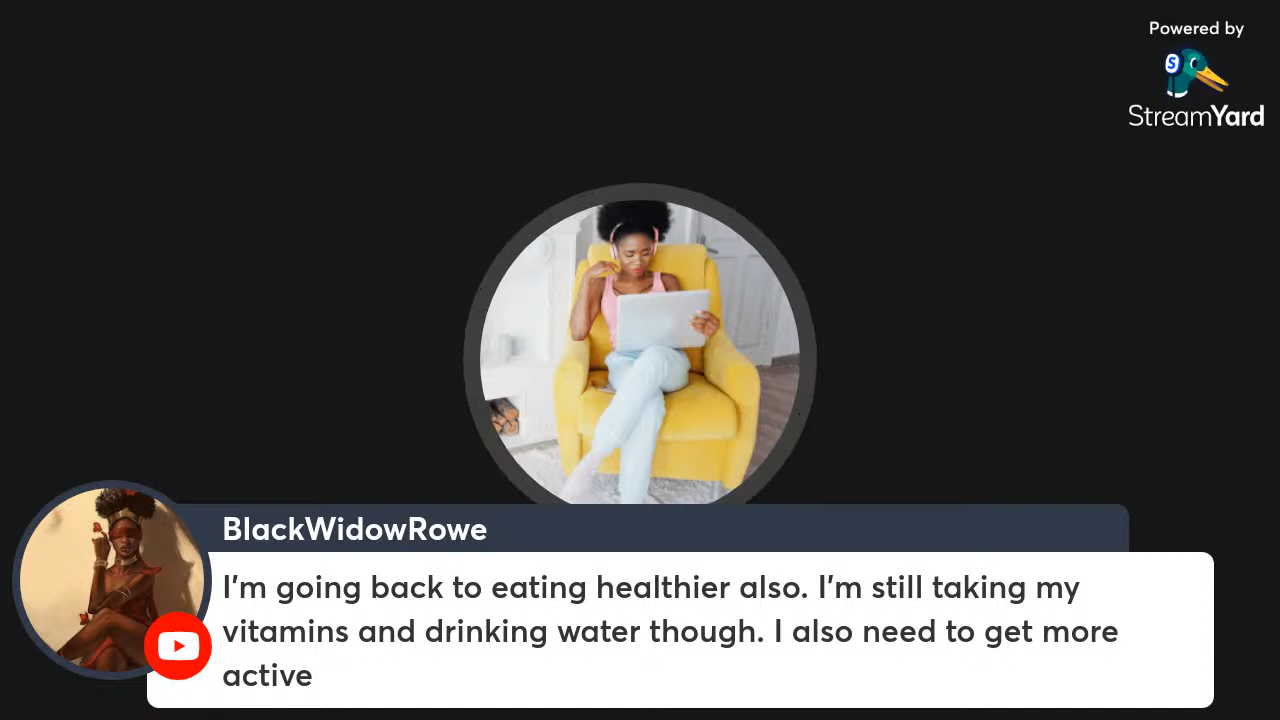 Powered by
S
StreamYard
BlackWidowRowe
I'm going back to eating healthier also. I'm still taking my
vitamins and drinking water though. I also need to get more
active